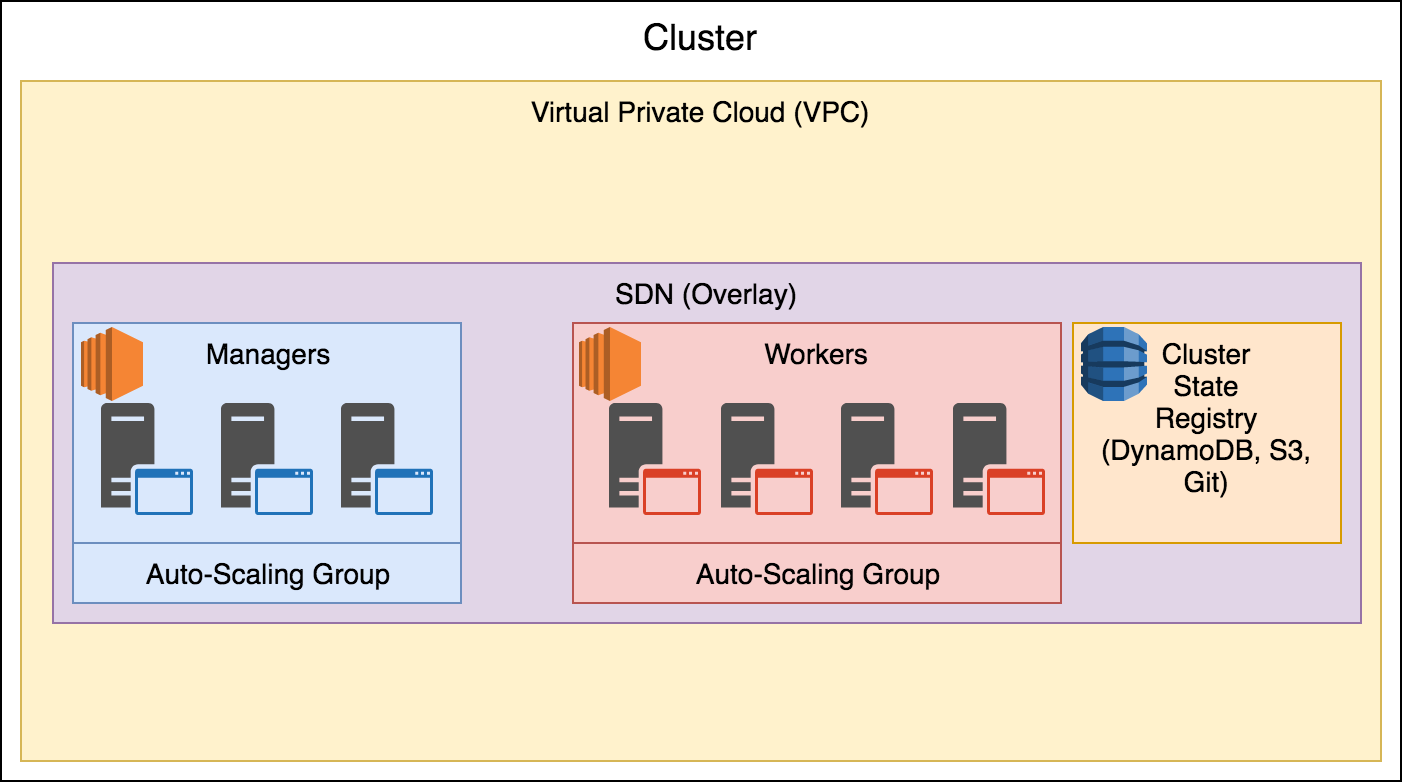 Cluster
Virtual Private Cloud (VPC)
SDN (Overlay)
Managers
Auto-Scaling Group
Workers
Auto-Scaling Group
Cluster
State
Registry
(DynamoDB, S3,
Git)